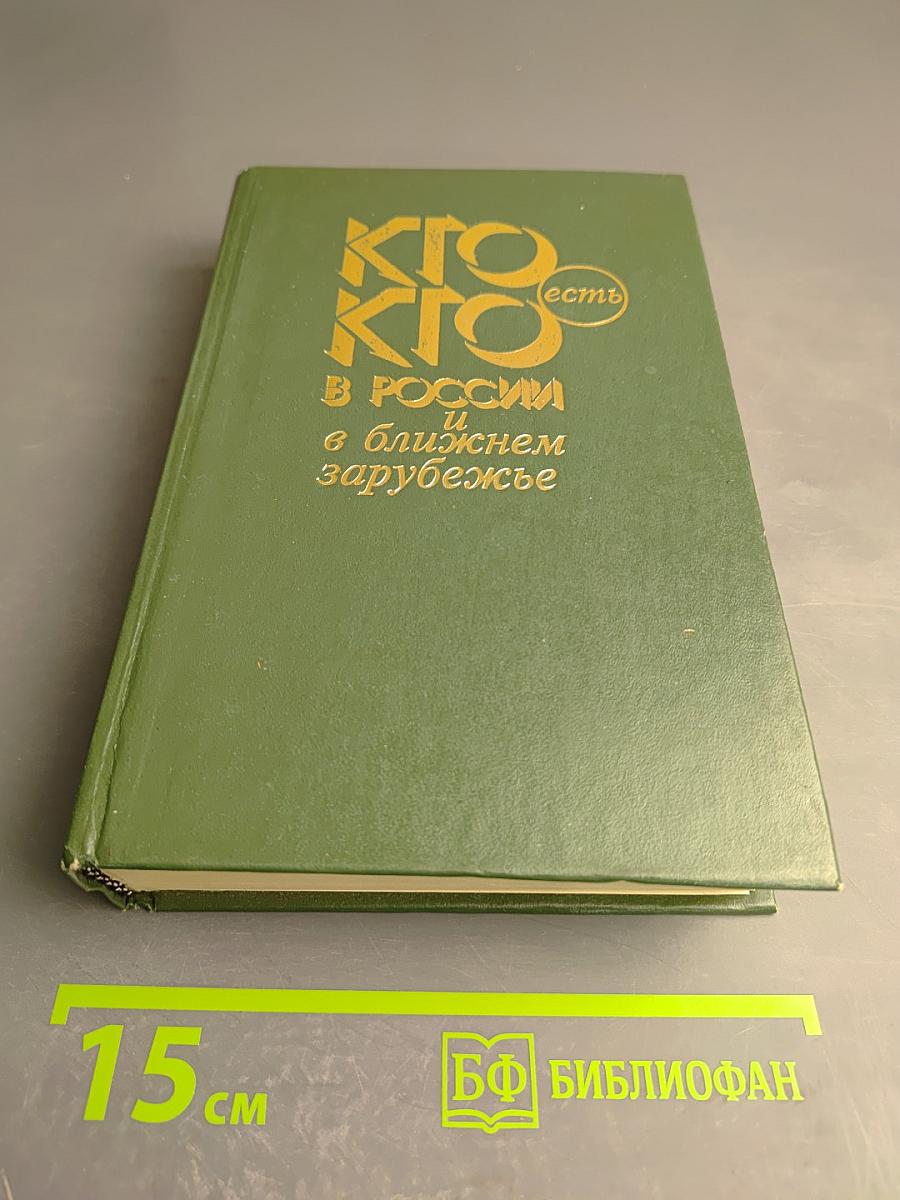 КТО
есть
КТО
В РОССИИ
и
в ближнем
зарубежье
15 см
БФ БИБЛИОФАН